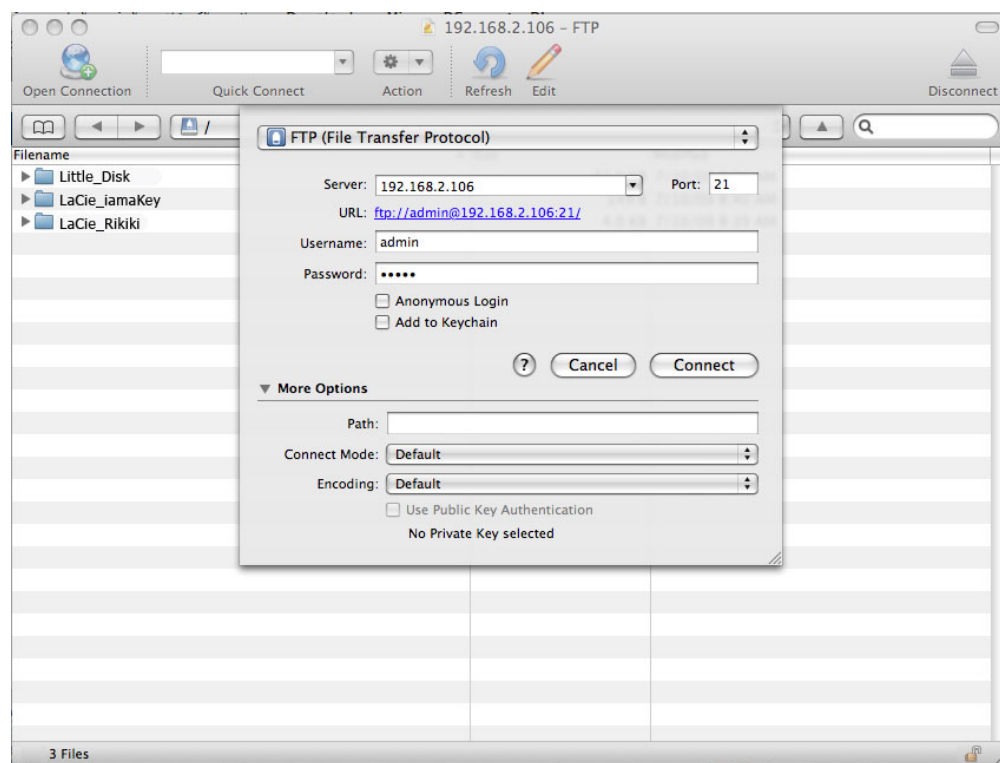 192.168.2.106 – FTP
Open Connection
Quick Connect
Action
Refresh
Edit
Disconnect
/
FTP (File Transfer Protocol)
Filename
Little_Disk
LaCie_iamaKey
LaCie_Rikiki
Server: 192.168.2.106 Port: 21
URL: ftp://admin@192.168.2.106:21/
Username: admin
Password: •••••
Anonymous Login
Add to Keychain
? Cancel Connect
More Options
Path:
Connect Mode: Default
Encoding: Default
Use Public Key Authentication
No Private Key selected
3 Files